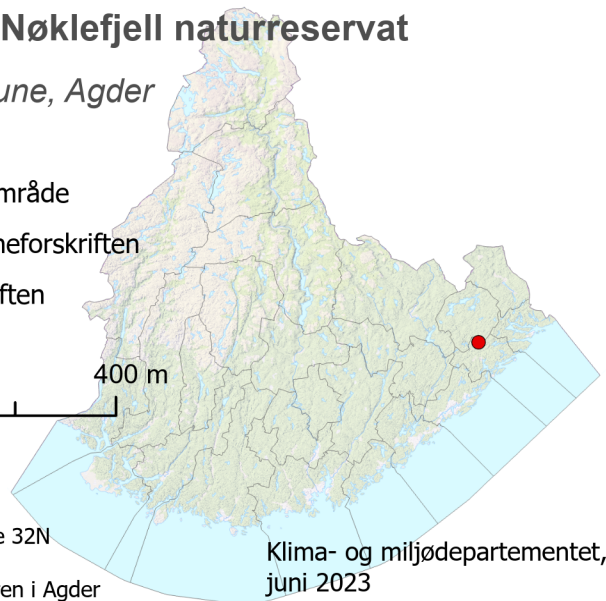 Nøklefjell naturreservat
une, Agder
mråde
neforskriften
ften
400 m
e 32N
Klima- og miljødepartementet,
juni 2023
en i Agder